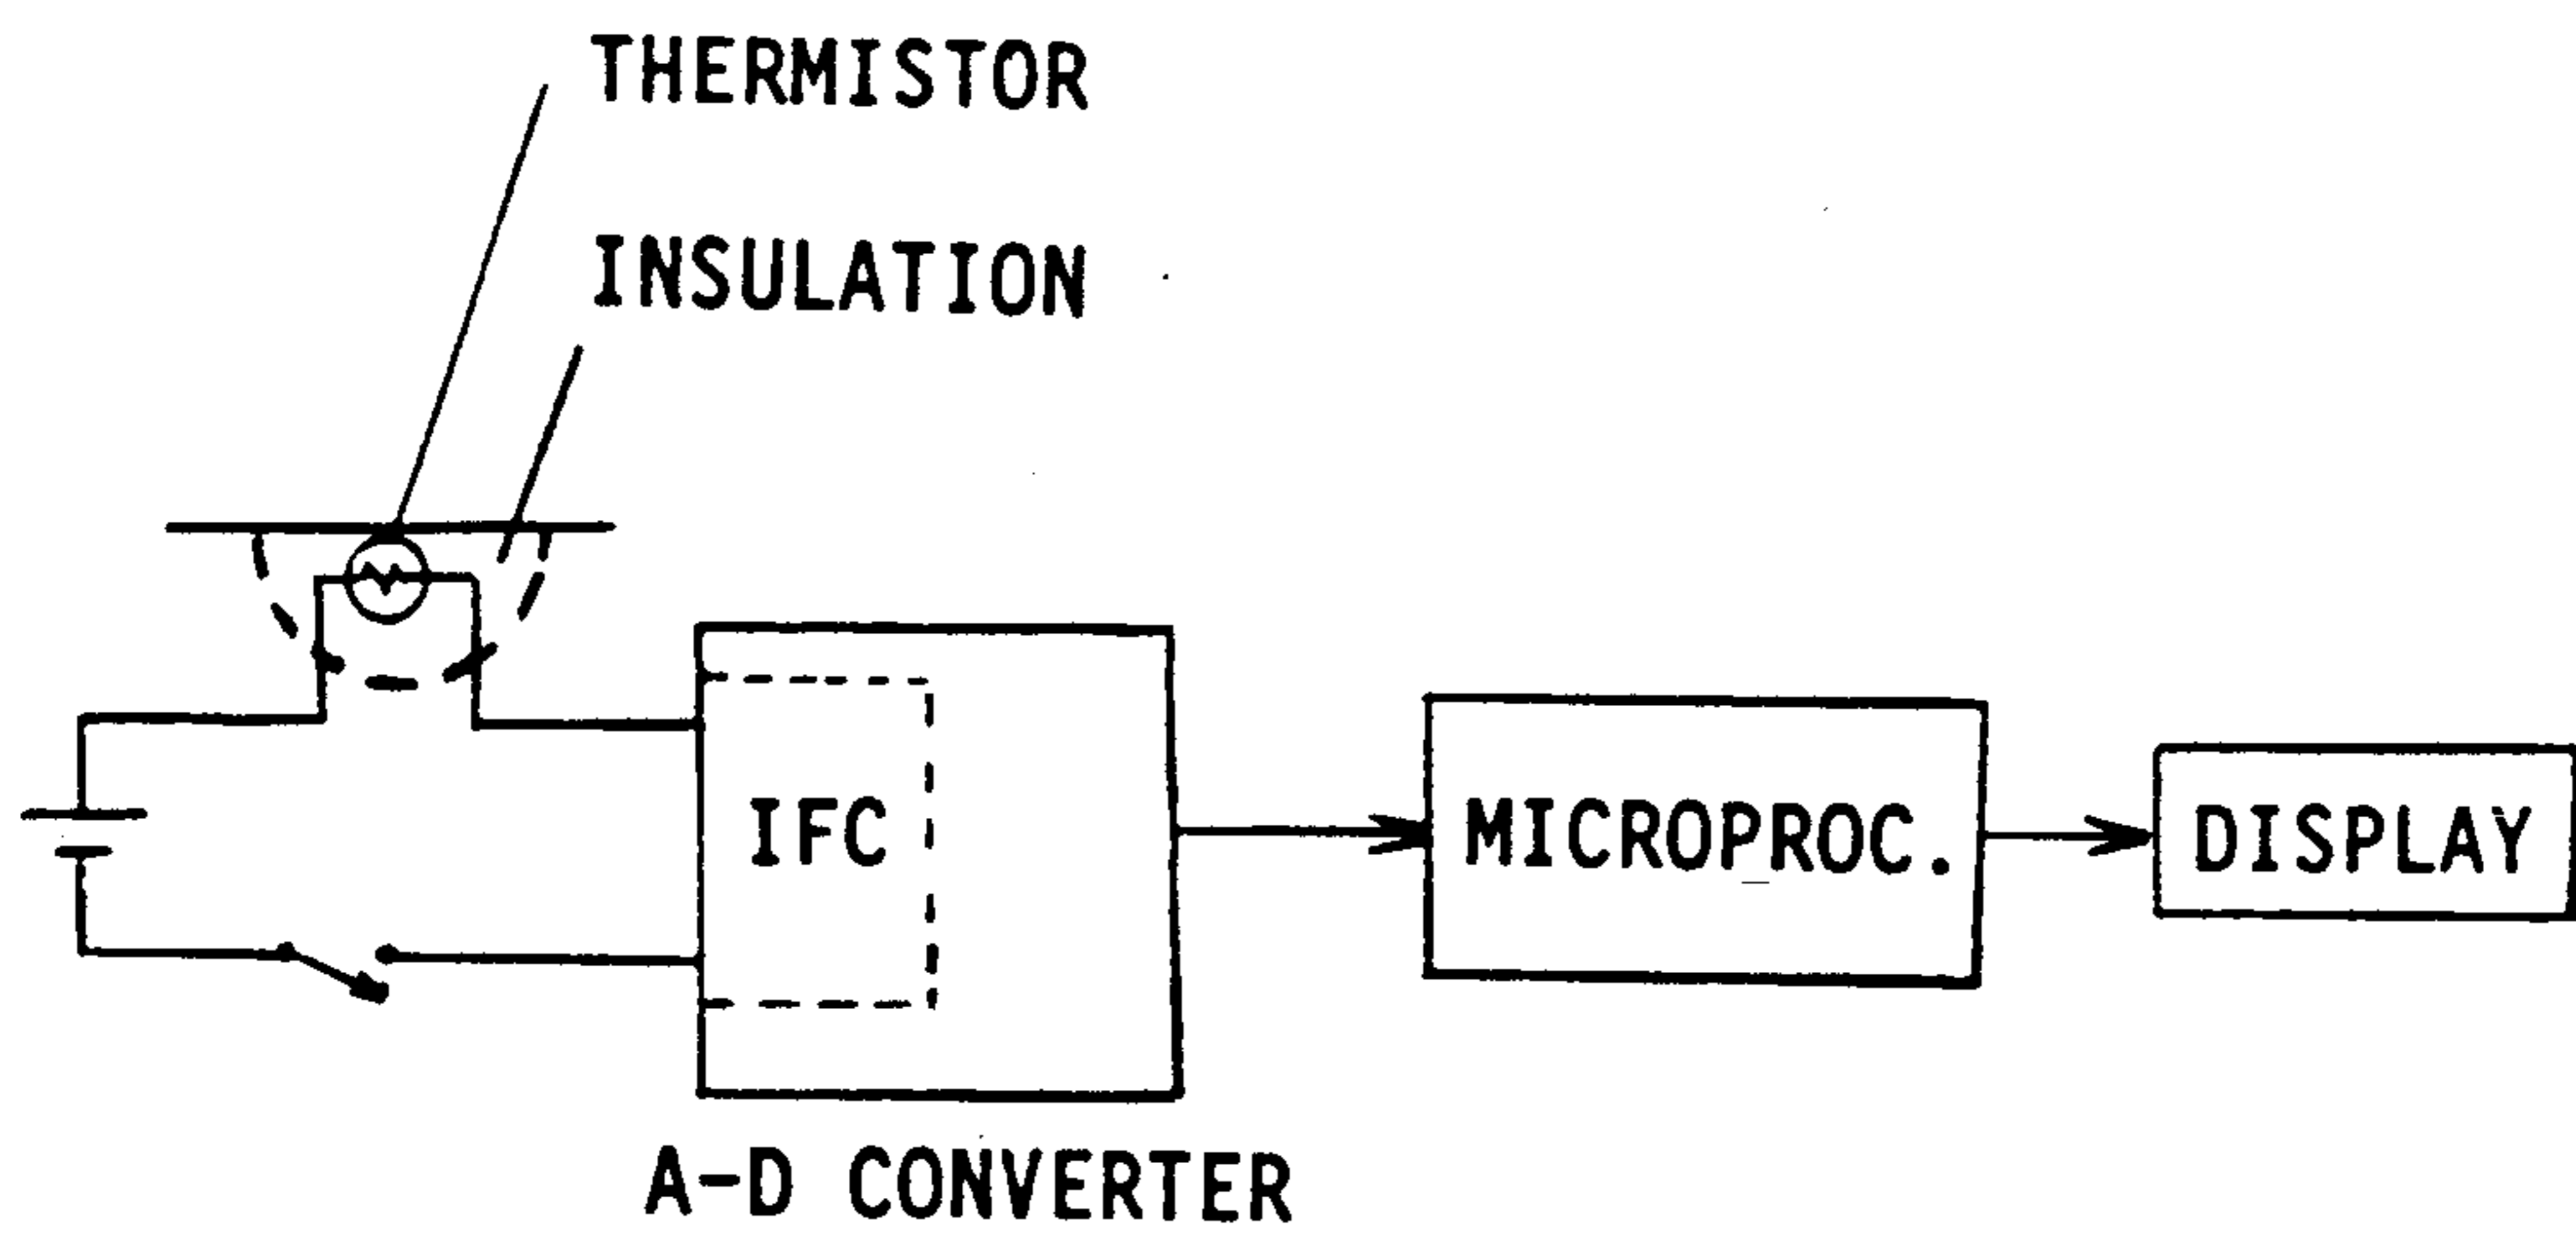 THERMISTOR
INSULATION
IFC
MICROPROC.
DISPLAY
A-D CONVERTER